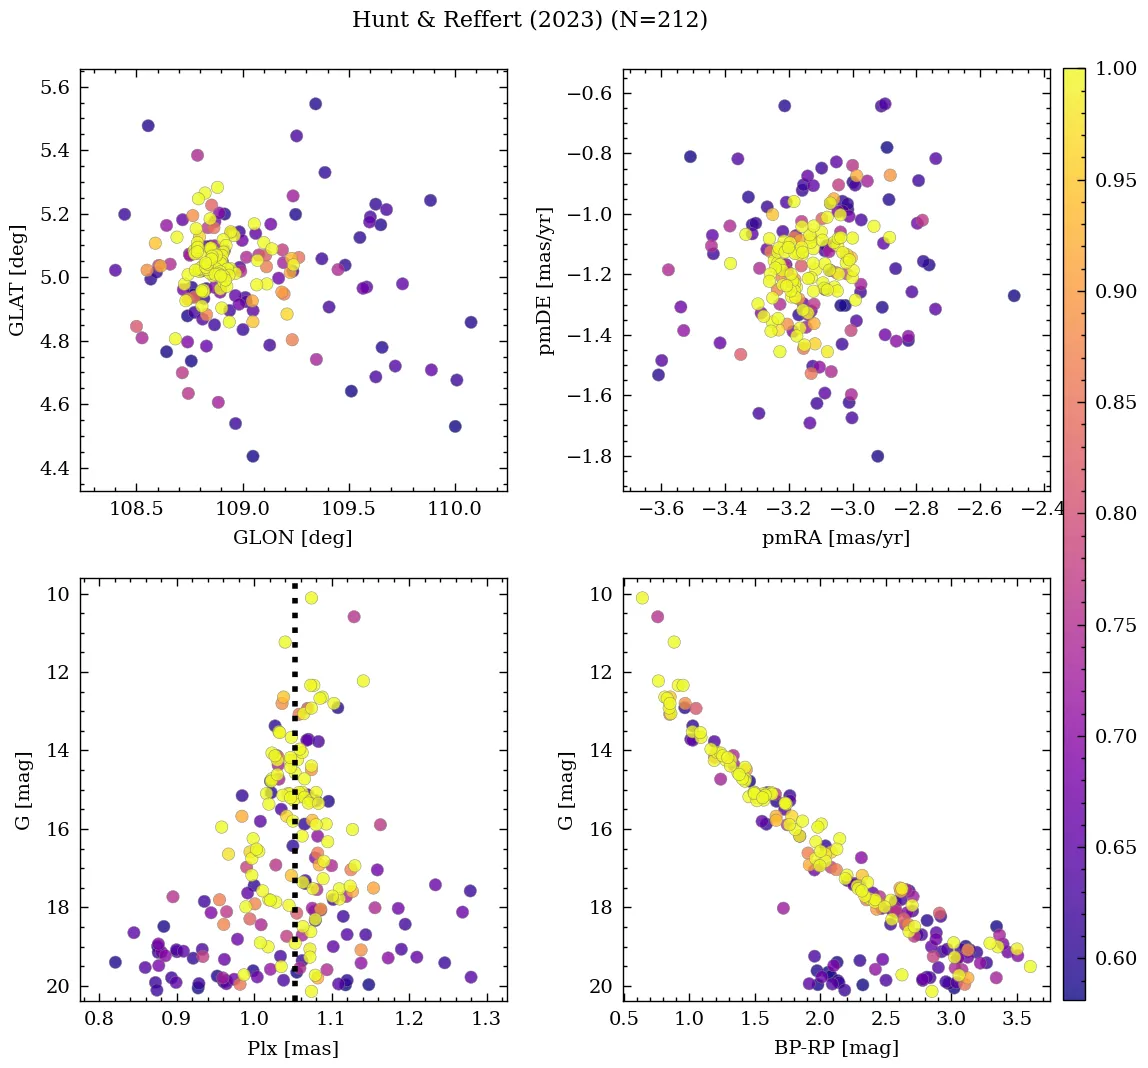 Hunt & Reffert (2023) (N=212)
5.6
5.4
5.2
5.0
4.8
4.6
4.4
GLAT [deg]
108.5 109.0 109.5 110.0
GLON [deg]
−0.6
−0.8
−1.0
−1.2
−1.4
−1.6
−1.8
pmDE [mas/yr]
−3.6 −3.4 −3.2 −3.0 −2.8 −2.6 −2.4
pmRA [mas/yr]
10
12
14
16
18
20
G [mag]
0.8 0.9 1.0 1.1 1.2 1.3
Plx [mas]
10
12
14
16
18
20
G [mag]
0.5 1.0 1.5 2.0 2.5 3.0 3.5
BP-RP [mag]
1.00
0.95
0.90
0.85
0.80
0.75
0.70
0.65
0.60